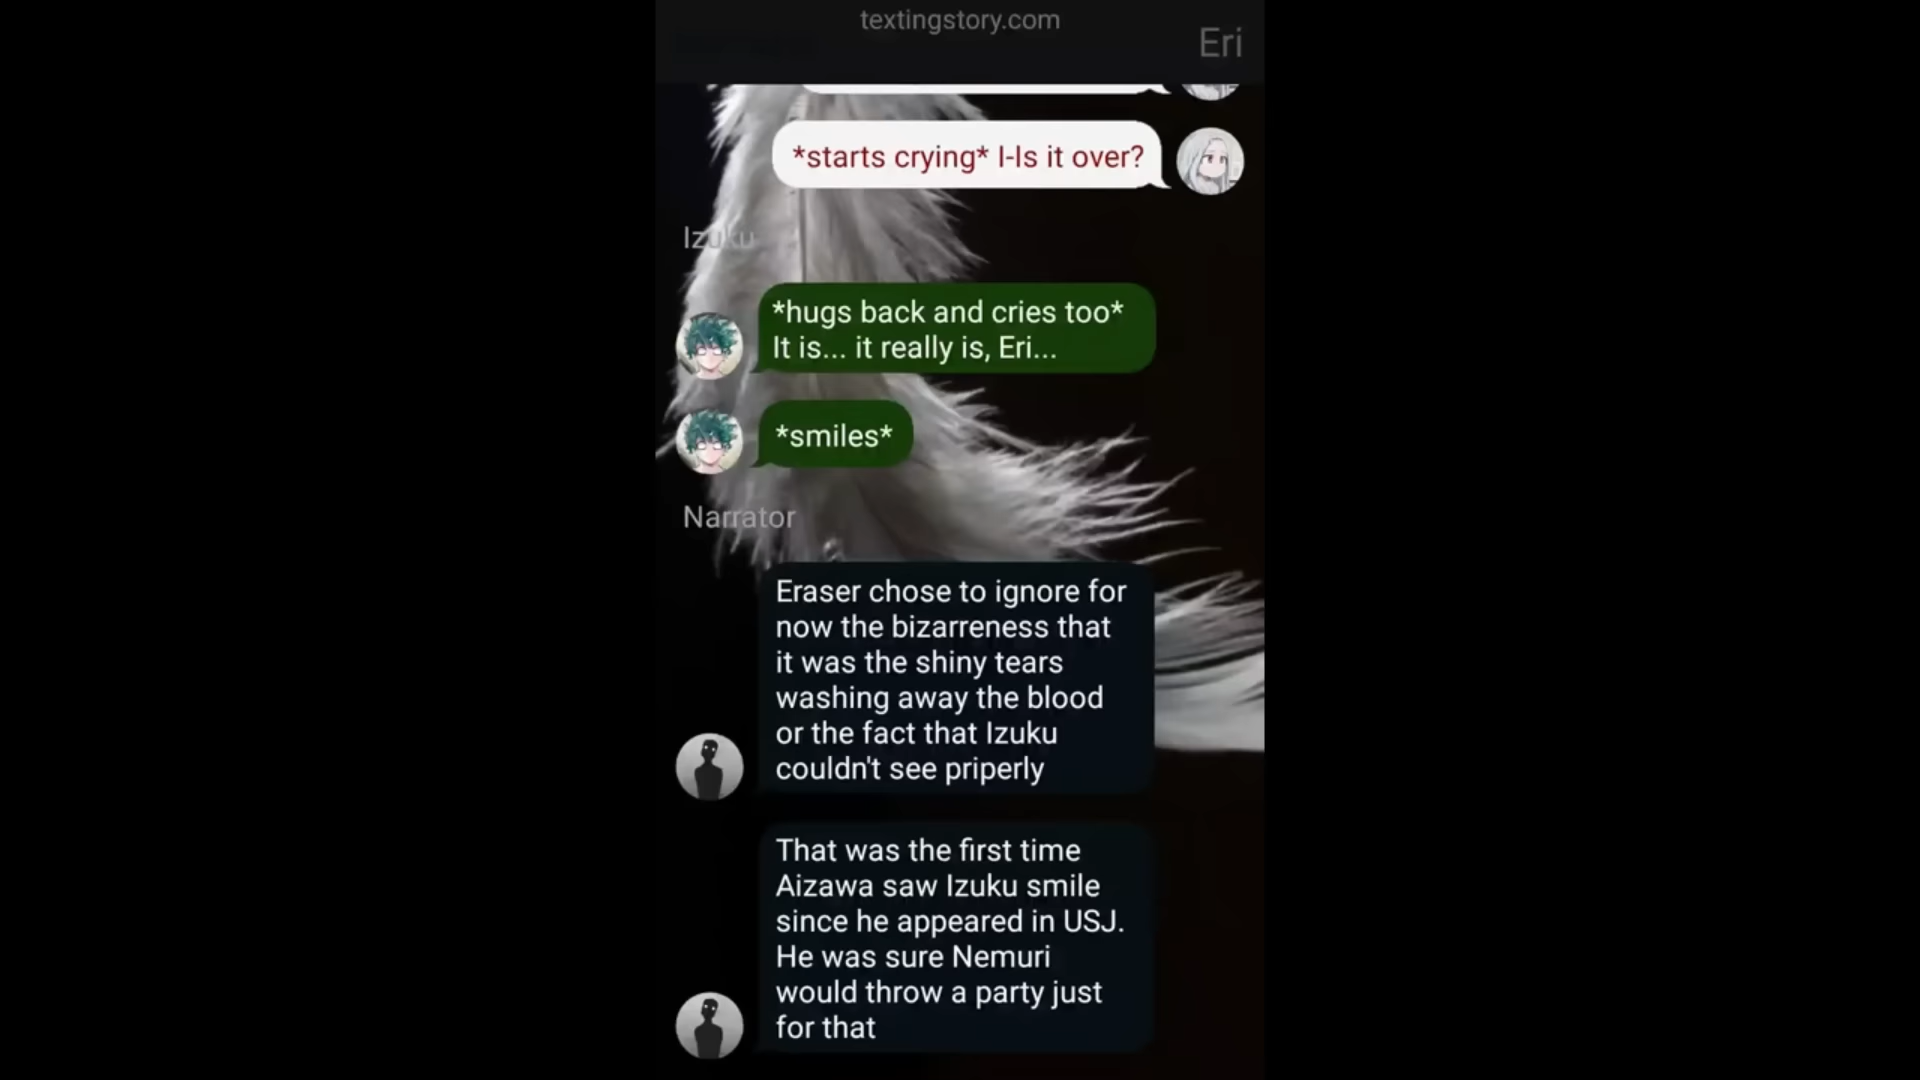 textingstory.com
Eri
*starts crying* I-Is it over?
Izuku
*hugs back and cries too*
It is... it really is, Eri...
*smiles*
Narrator
Eraser chose to ignore for
now the bizarreness that
it was the shiny tears
washing away the blood
or the fact that Izuku
couldn't see priperly
That was the first time
Aizawa saw Izuku smile
since he appeared in USJ.
He was sure Nemuri
would throw a party just
for that